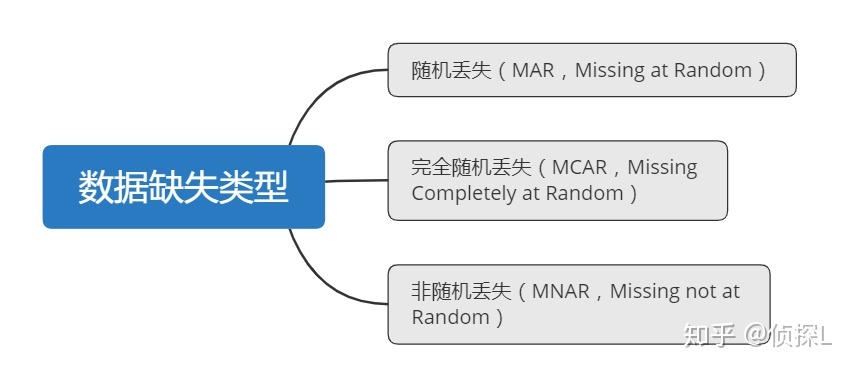 随机丢失（MAR，Missing at Random）
数据缺失类型
完全随机丢失（MCAR，Missing
Completely at Random）
非随机丢失（MNAR，Missing not at
Random）
知乎 @侦探L